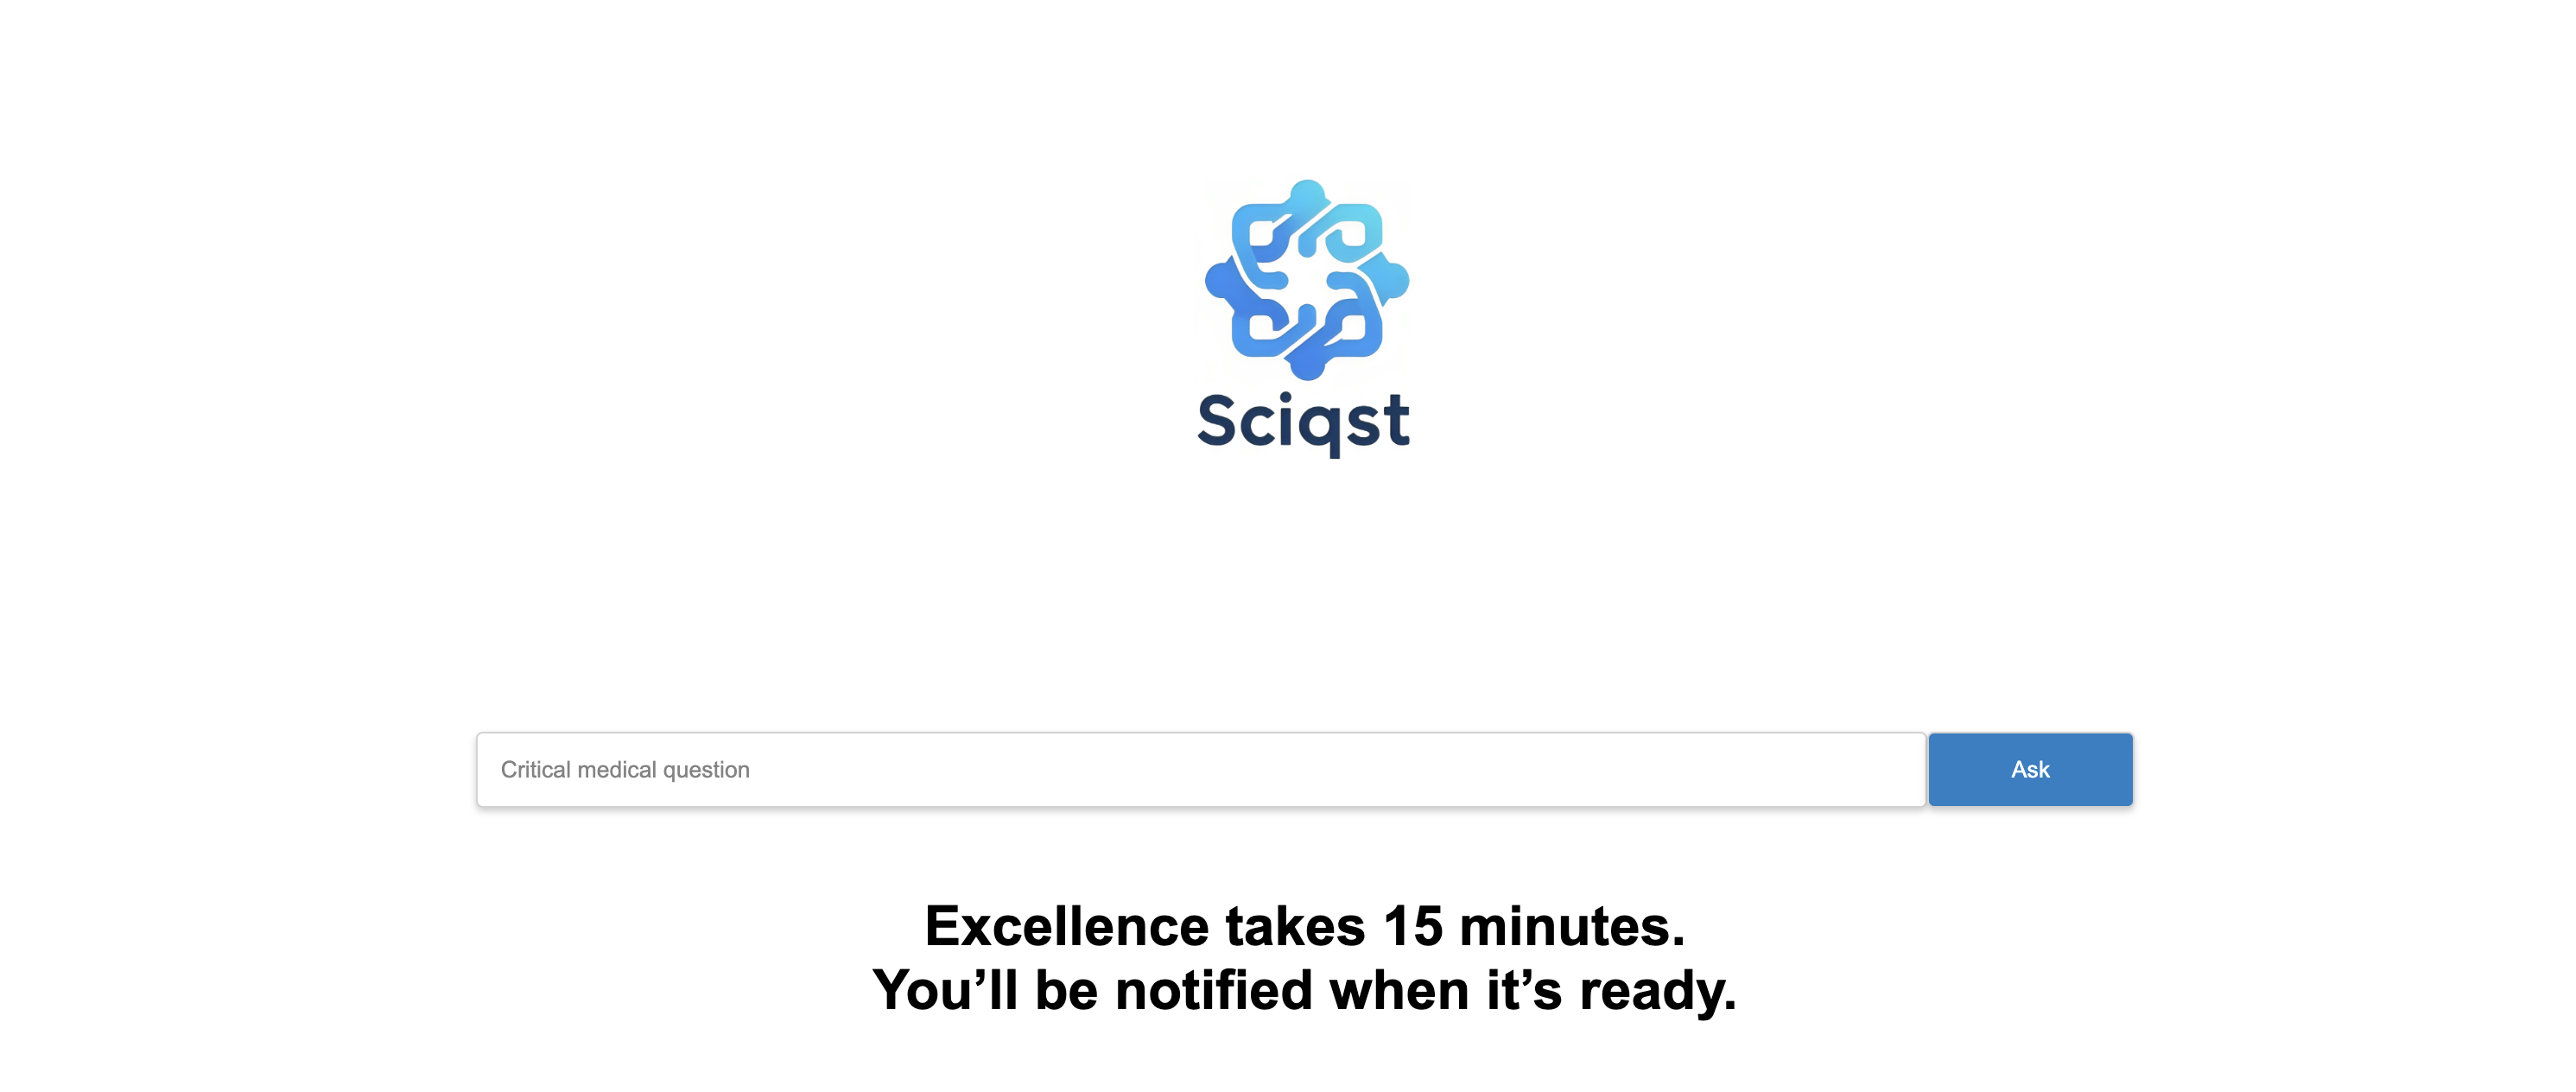 Sciqst
Critical medical question
Ask
Excellence takes 15 minutes.
You’ll be notified when it’s ready.